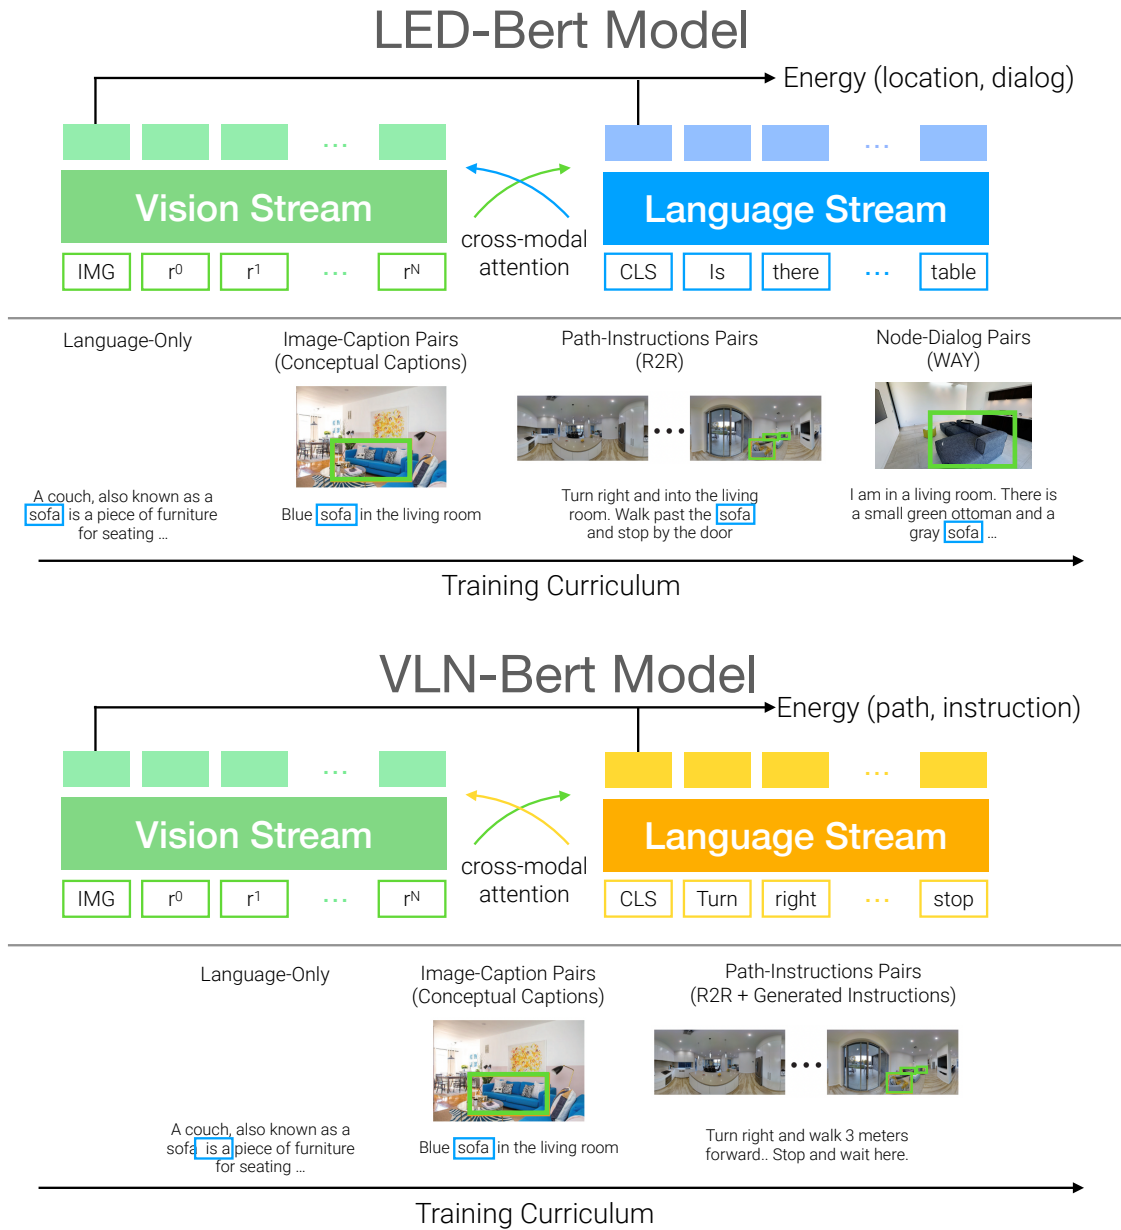 LED-Bert Model
Energy (location, dialog)
...
...
Vision Stream
Language Stream
cross-modal
attention
IMG
r⁰
r¹
...
rᴺ
CLS
Is
there
...
table
Language-Only
Image-Caption Pairs
(Conceptual Captions)
Path-Instructions Pairs
(R2R)
Node-Dialog Pairs
(WAY)
...
A couch, also known as a
sofa is a piece of furniture
for seating ...
Blue sofa in the living room
Turn right and into the living
room. Walk past the sofa
and stop by the door
I am in a living room. There is
a small green ottoman and a
gray sofa ...
Training Curriculum
VLN-Bert Model
Energy (path, instruction)
...
...
Vision Stream
Language Stream
cross-modal
attention
IMG
r⁰
r¹
...
rᴺ
CLS
Turn
right
...
stop
Language-Only
Image-Caption Pairs
(Conceptual Captions)
Path-Instructions Pairs
(R2R + Generated Instructions)
...
A couch, also known as a
sofa is a piece of furniture
for seating ...
Blue sofa in the living room
Turn right and walk 3 meters
forward.. Stop and wait here.
Training Curriculum